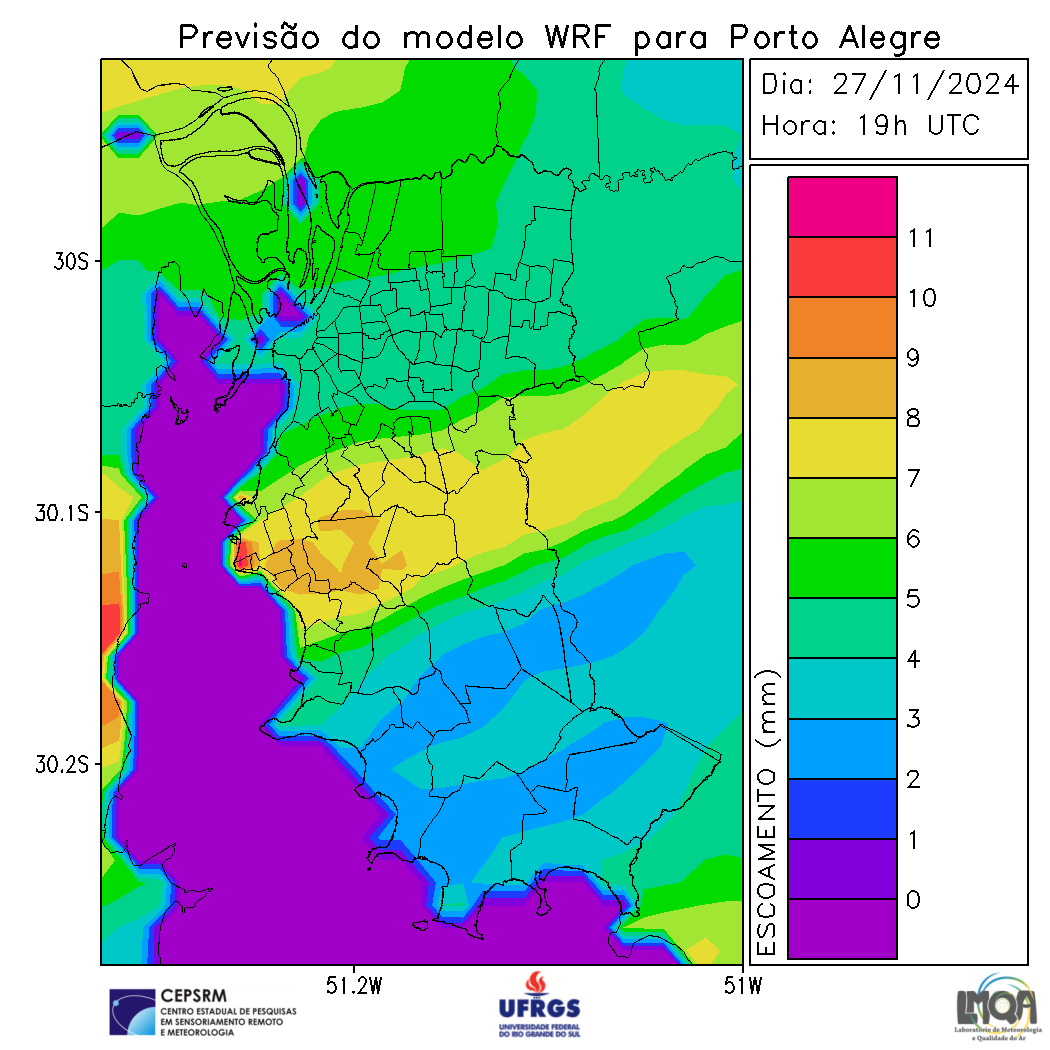 Previsão do modelo WRF para Porto Alegre
Dia: 27/11/2024
Hora: 19h UTC
30S
30.1S
30.2S
51.2W
51W
ESCOAMENTO (mm)
11
10
9
8
7
6
5
4
3
2
1
0
CEPSRM
CENTRO ESTADUAL DE PESQUISAS
EM SENSORIAMENTO REMOTO
E METEOROLOGIA
UFRGS
UNIVERSIDADE FEDERAL
DO RIO GRANDE DO SUL
LMQA
Laboratório de Meteorologia
e Qualidade do Ar